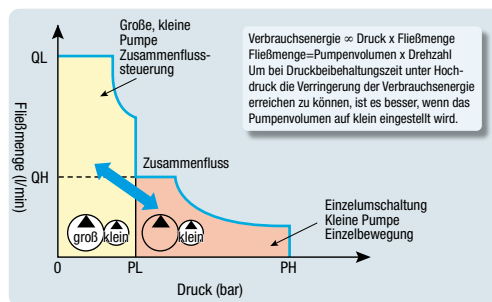 Große, kleine
Pumpe
Zusammenfluss-
steuerung
Verbrauchsenergie ∞ Druck x Fließmenge
Fließmenge=Pumpenvolumen x Drehzahl
Um bei Druckbeibehaltungszeit unter Hoch-
druck die Verringerung der Verbrauchsenergie
erreichen zu können, ist es besser, wenn das
Pumpenvolumen auf klein eingestellt wird.
QL
Fließmenge (l/min)
QH
Zusammenfluss
Einzelumschaltung
Kleine Pumpe
Einzelbewegung
groß
klein
klein
0
PL
PH
Druck (bar)